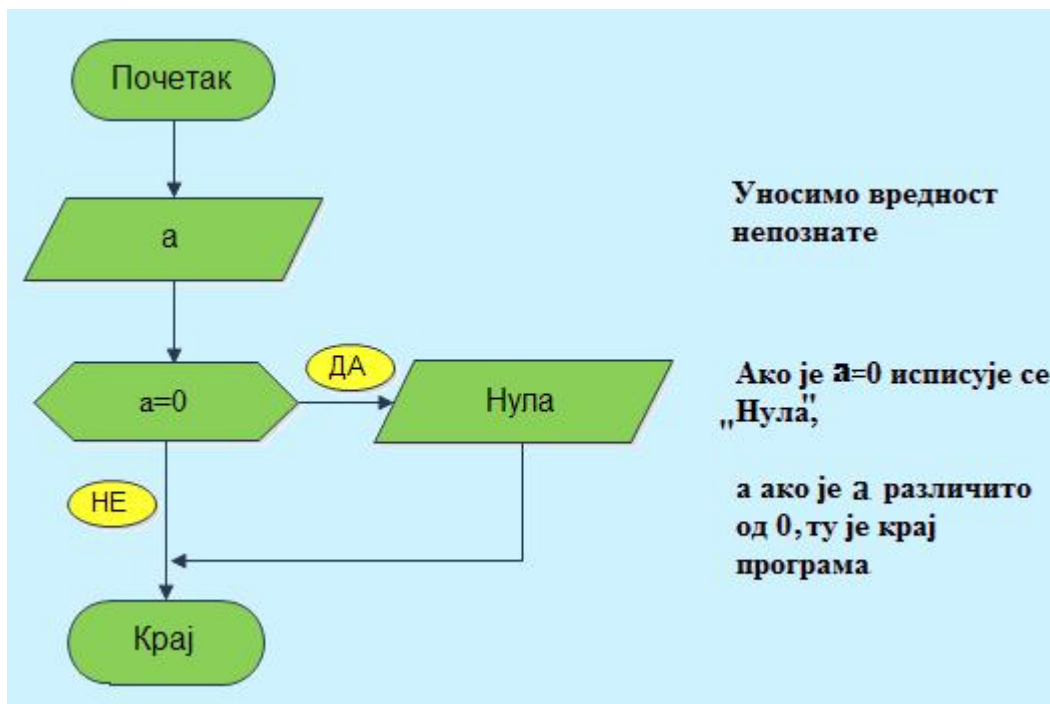 Почетак
а
Уносимо вредност
непознате
ДА
а=0
Нула
Ако је а=0 исписује се
„Нула",
НЕ
а ако је а различито
од 0, ту је крај
програма
Крај